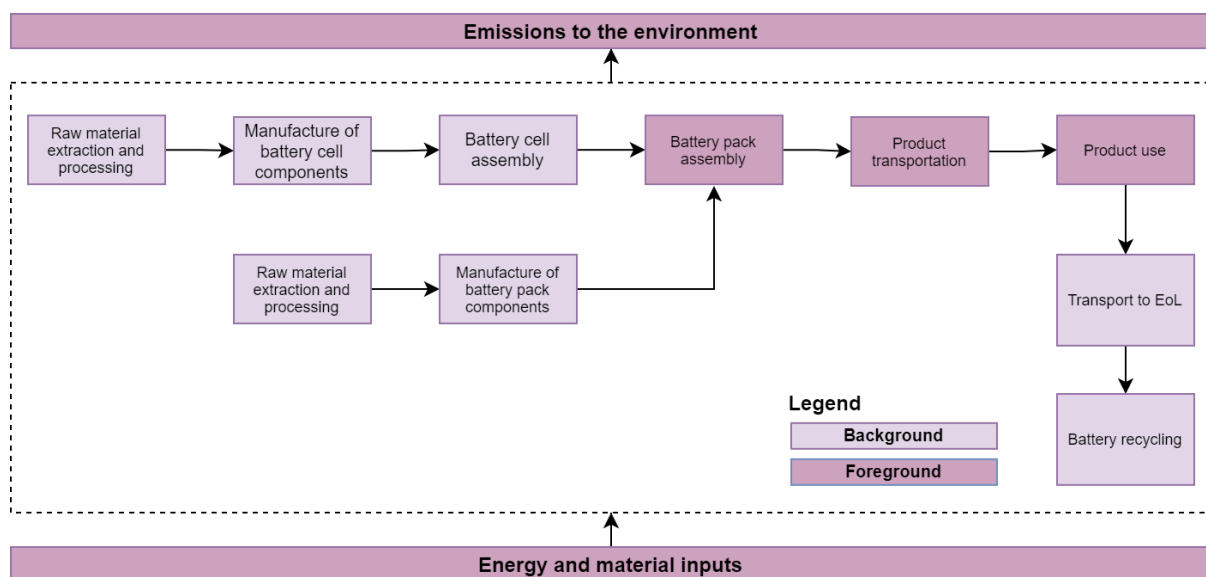 Emissions to the environment
Raw material
extraction and
processing
Manufacture of
battery cell
components
Battery cell
assembly
Battery pack
assembly
Product
transportation
Product use
Raw material
extraction and
processing
Manufacture of
battery pack
components
Transport to EoL
Legend
Background
Foreground
Battery recycling
Energy and material inputs